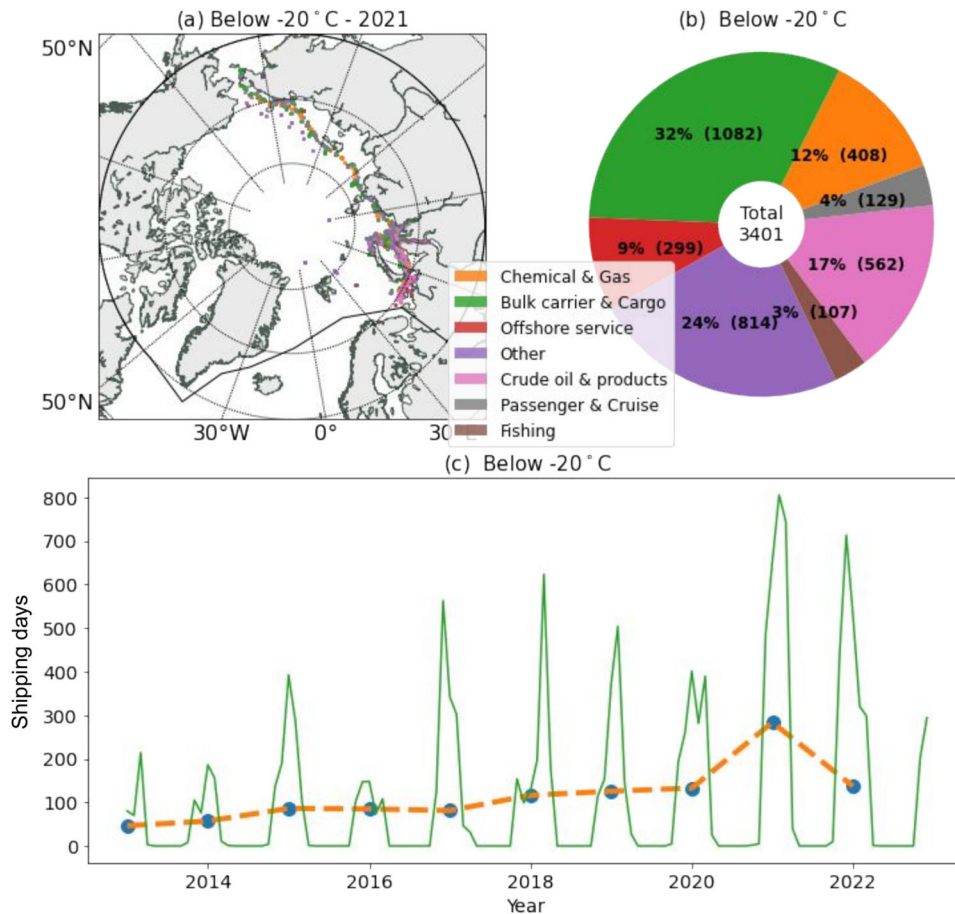 (a) Below -20°C - 2021
50°N
50°N
30°W
0°
Chemical & Gas
Bulk carrier & Cargo
Offshore service
Other
Crude oil & products
Passenger & Cruise
Fishing
(b) Below -20°C
32% (1082)
12% (408)
4% (129)
Total
3401
9% (299)
17% (562)
24% (814)
3% (107)
(c) Below -20°C
Shipping days
800
700
600
500
400
300
200
100
0
2014
2016
2018
2020
2022
Year